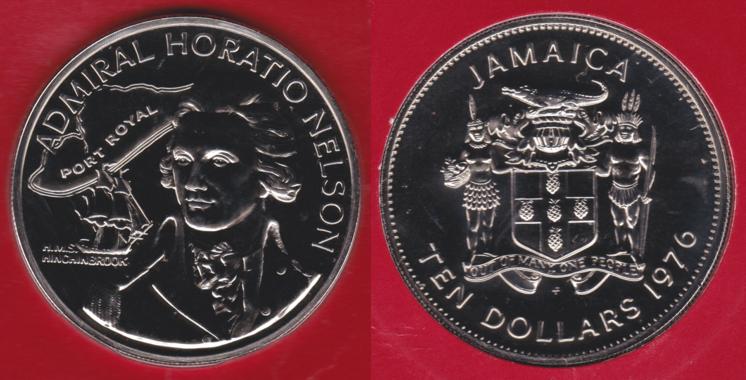 ADMIRAL HORATIO NELSON
PORT ROYAL
H.M.S.
HINCHINBROOK
JAMAICA
OUT OF MANY, ONE PEOPLE
TEN DOLLARS 1976